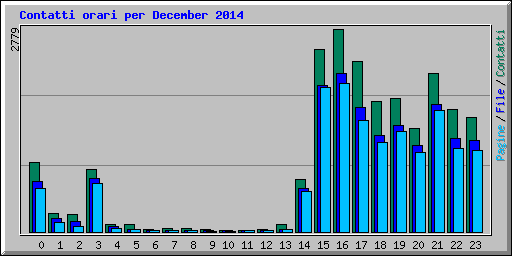 Contatti orari per December 2014
2779
Pagine / File / Contatti
0 1 2 3 4 5 6 7 8 9 10 11 12 13 14 15 16 17 18 19 20 21 22 23